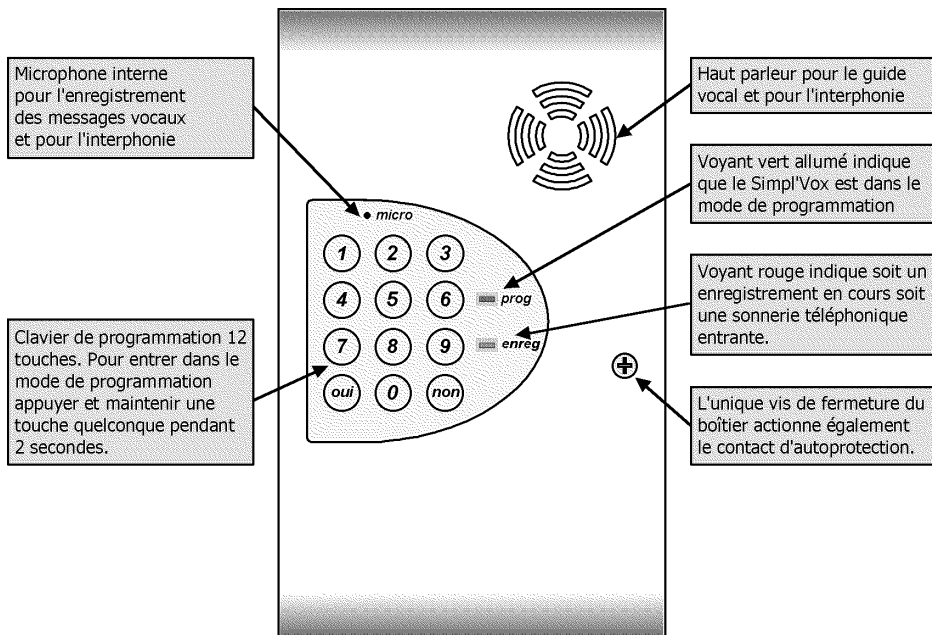 Microphone interne
pour l'enregistrement
des messages vocaux
et pour l'interphonie
Haut parleur pour le guide
vocal et pour l'interphonie
Voyant vert allumé indique
que le Simpl'Vox est dans le
mode de programmation
micro
1 2 3
4 5 6 prog
7 8 9 enreg
oui 0 non
Voyant rouge indique soit un
enregistrement en cours soit
une sonnerie téléphonique
entrante.
Clavier de programmation 12
touches. Pour entrer dans le
mode de programmation
appuyer et maintenir une
touche quelconque pendant
2 secondes.
L'unique vis de fermeture du
boîtier actionne également
le contact d'autoprotection.